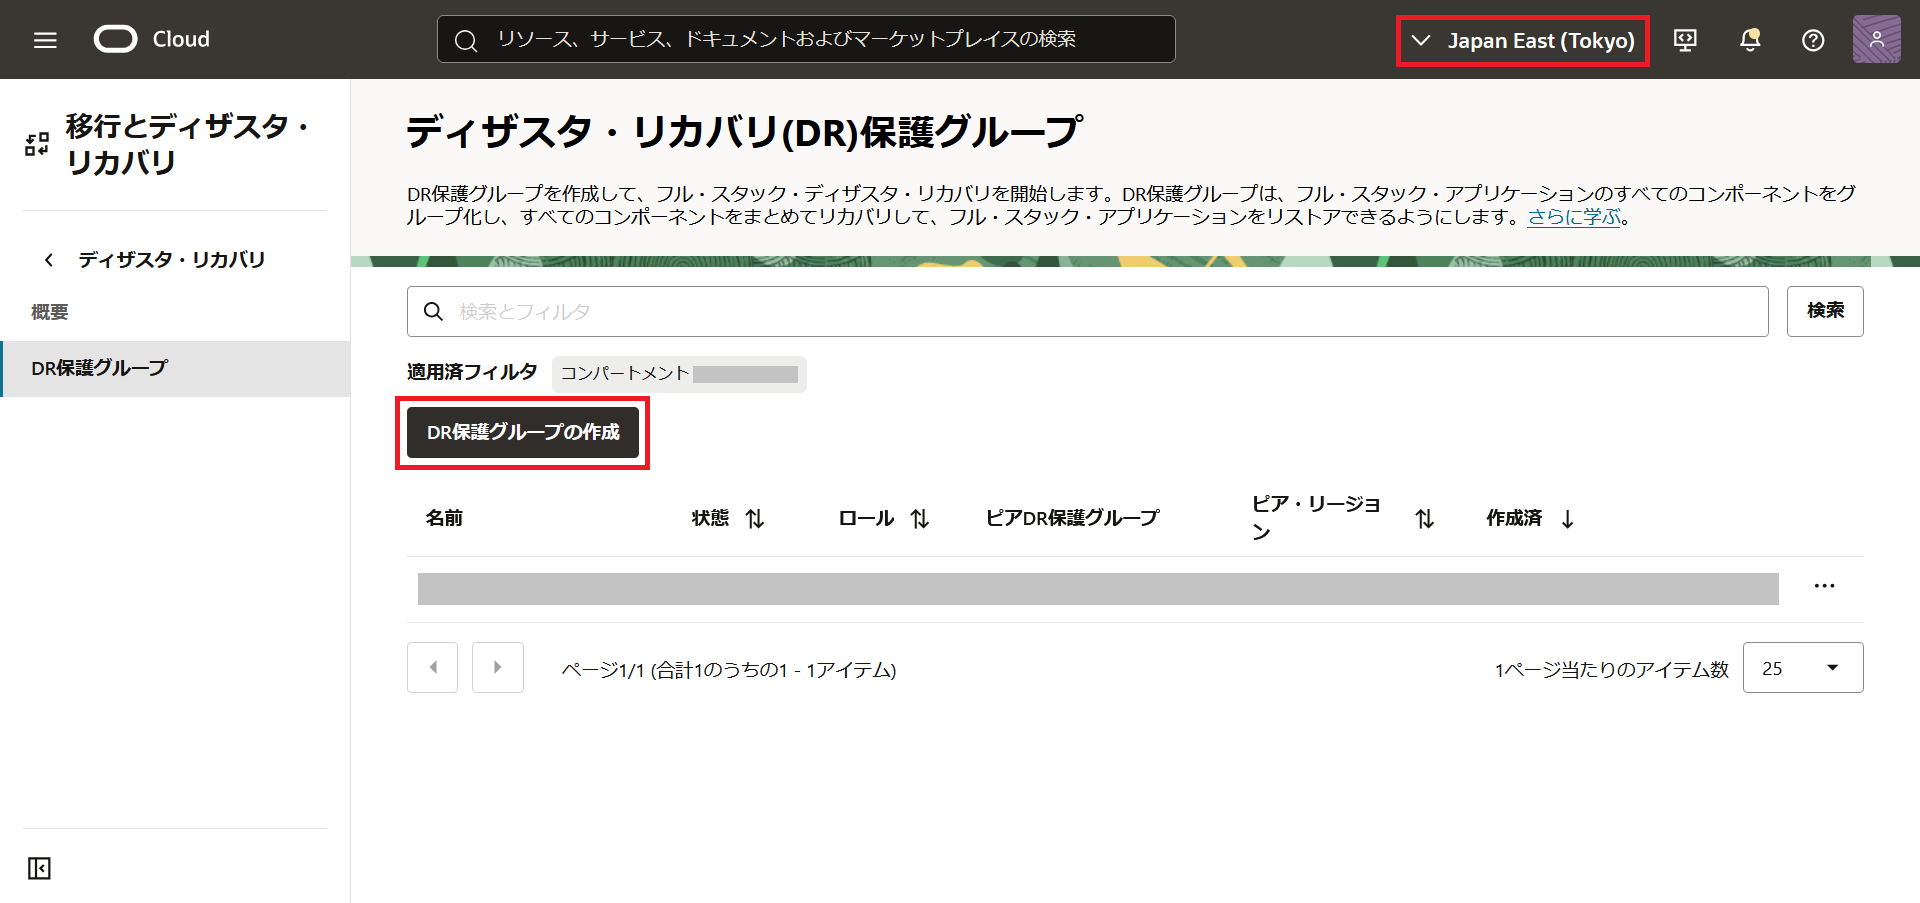 Cloud
リソース、サービス、ドキュメントおよびマーケットプレイスの検索
Japan East (Tokyo)
移行とディザスタ・
リカバリ
ディザスタ・リカバリ
概要
DR保護グループ
ディザスタ・リカバリ(DR)保護グループ
DR保護グループを作成して、フル・スタック・ディザスタ・リカバリを開始します。DR保護グループは、フル・スタック・アプリケーションのすべてのコンポーネントをグ
ループ化し、すべてのコンポーネントをまとめてリカバリして、フル・スタック・アプリケーションをリストアできるようにします。さらに学ぶ。
検索とフィルタ
検索
適用済フィルタ
コンパートメント
DR保護グループの作成
名前
状態
ロール
ピアDR保護グループ
ピア・リージョ
ン
作成済
ページ1/1 (合計1のうちの1 - 1アイテム)
1ページ当たりのアイテム数
25